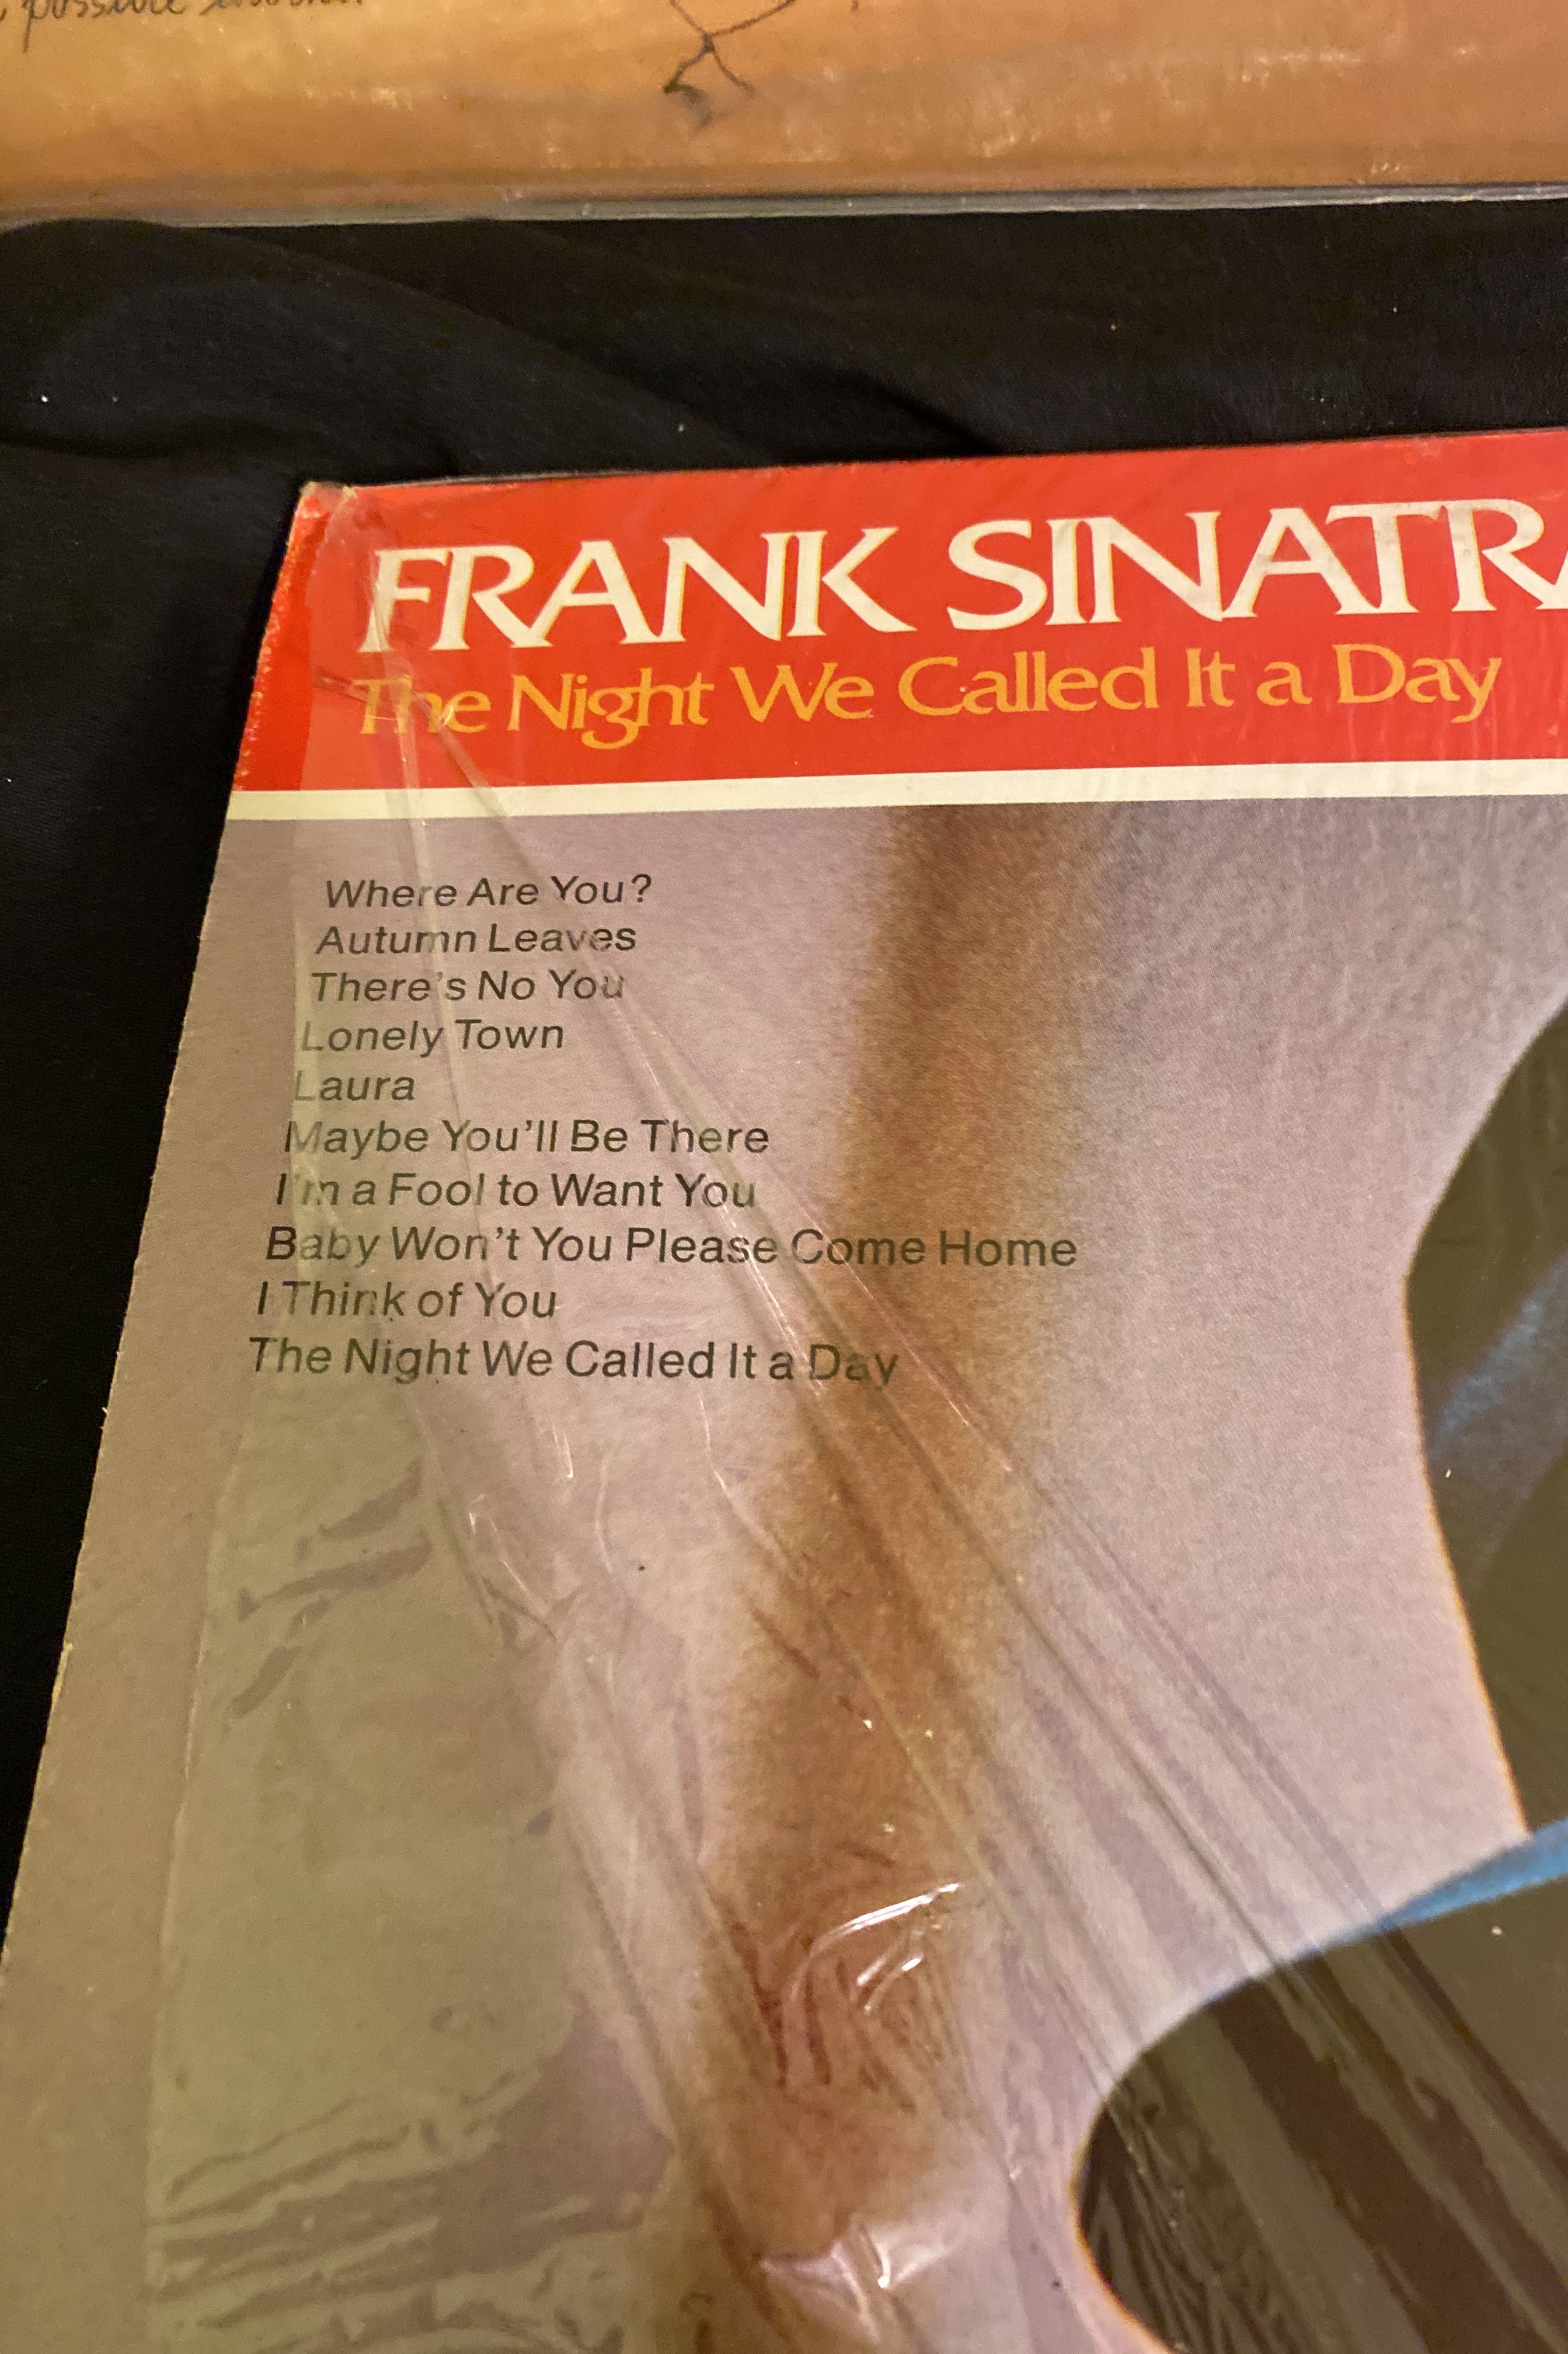 possible
FRANK SINATRA
The Night We Called It a Day
Where Are You?
Autumn Leaves
There's No You
Lonely Town
Laura
Maybe You'll Be There
I'm a Fool to Want You
Baby Won't You Please Come Home
I Think of You
The Night We Called It a Day